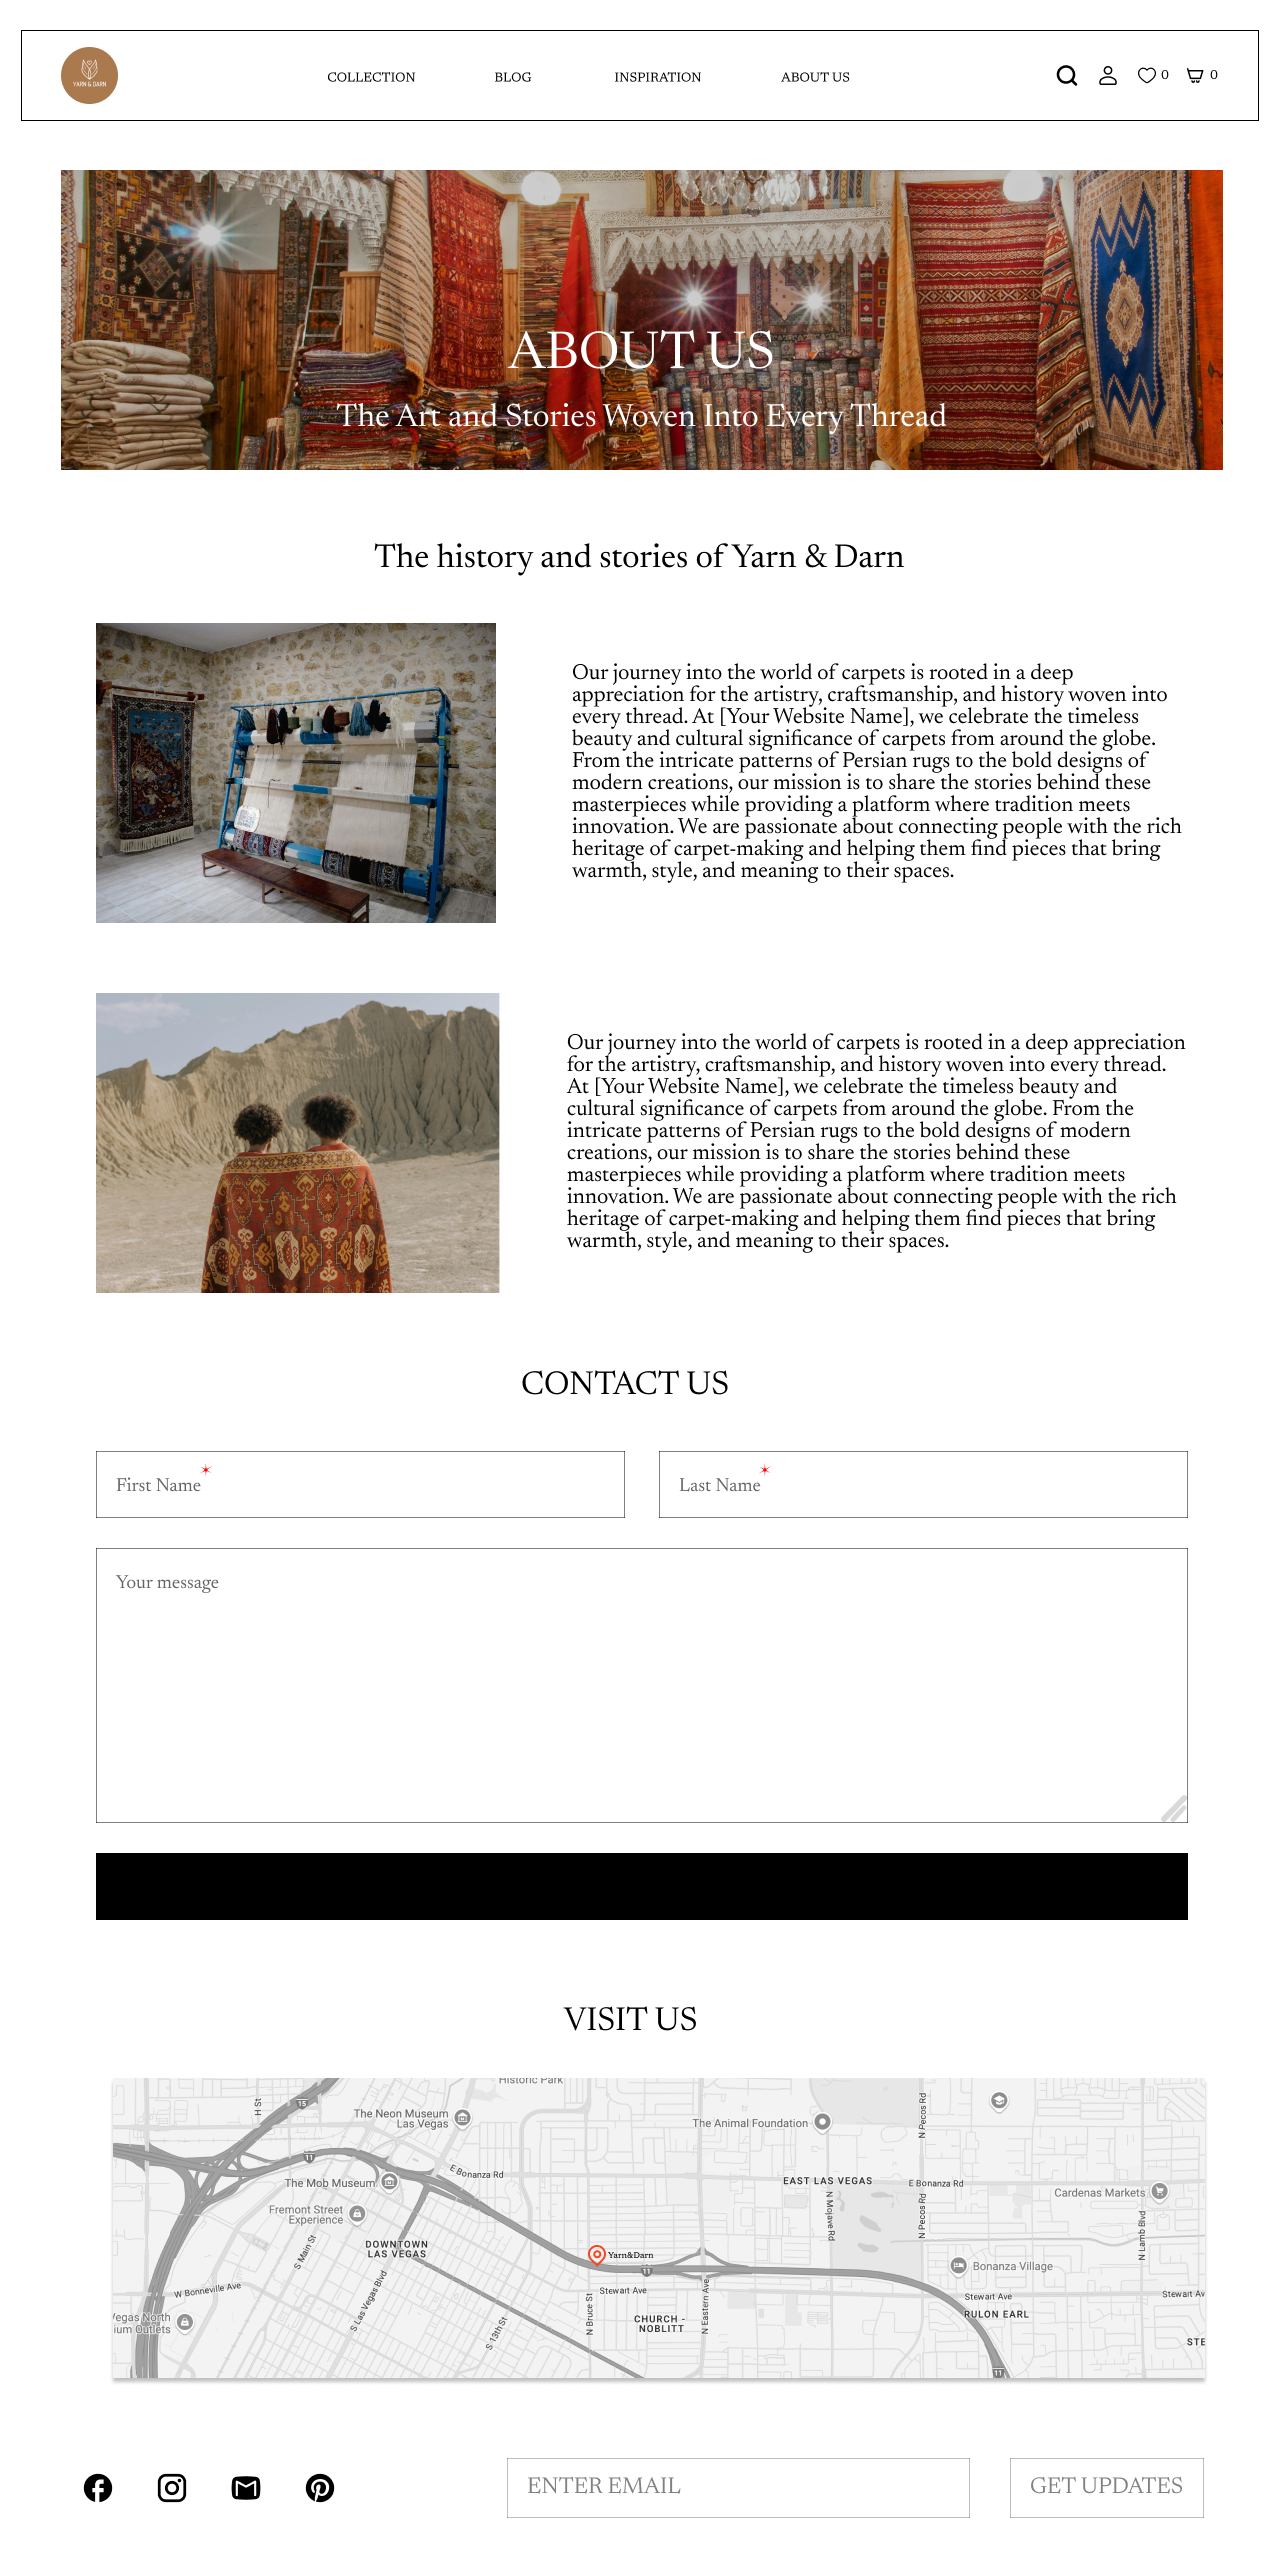 YARN & DARN
COLLECTION
BLOG
INSPIRATION
ABOUT US
0
0
ABOUT US
The Art and Stories Woven Into Every Thread
The history and stories of Yarn & Darn
Our journey into the world of carpets is rooted in a deep
appreciation for the artistry, craftsmanship, and history woven into
every thread. At [Your Website Name], we celebrate the timeless
beauty and cultural significance of carpets from around the globe.
From the intricate patterns of Persian rugs to the bold designs of
modern creations, our mission is to share the stories behind these
masterpieces while providing a platform where tradition meets
innovation. We are passionate about connecting people with the rich
heritage of carpet-making and helping them find pieces that bring
warmth, style, and meaning to their spaces.
Our journey into the world of carpets is rooted in a deep appreciation
for the artistry, craftsmanship, and history woven into every thread.
At [Your Website Name], we celebrate the timeless beauty and
cultural significance of carpets from around the globe. From the
intricate patterns of Persian rugs to the bold designs of modern
creations, our mission is to share the stories behind these
masterpieces while providing a platform where tradition meets
innovation. We are passionate about connecting people with the rich
heritage of carpet-making and helping them find pieces that bring
warmth, style, and meaning to their spaces.
CONTACT US
First Name*
Last Name*
Your message
VISIT US
Historic Park
H St
15
The Neon Museum
Las Vegas
The Animal Foundation
N Pecos Rd
11
The Mob Museum
E Bonanza Rd
EAST LAS VEGAS
E Bonanza Rd
Cardenas Markets
Fremont Street
Experience
N Mojave Rd
N Pecos Rd
N Lamb Blvd
S Main St
DOWNTOWN
LAS VEGAS
Yarn&Darn
11
Bonanza Village
W Bonneville Ave
S Las Vegas Blvd
Stewart Ave
N Bruce St
N Eastern Ave
Stewart Ave
Stewart Av
Vegas North
ium Outlets
S 13th St
CHURCH -
NOBLITT
RULON EARL
STE
11
ENTER EMAIL
GET UPDATES